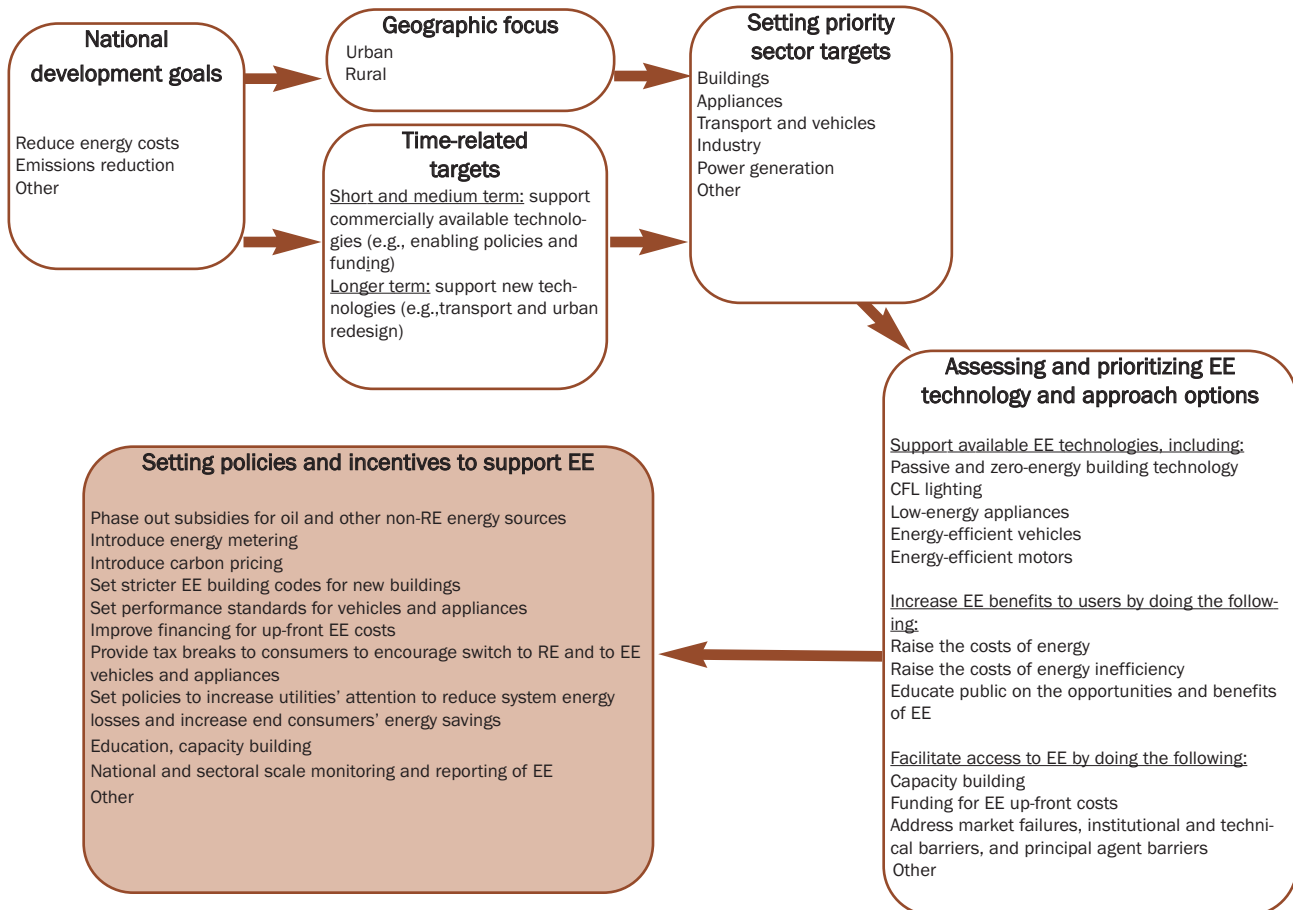 National
development goals
Reduce energy costs
Emissions reduction
Other
Geographic focus
Urban
Rural
Time-related
targets
Short and medium term: support
commercially available technolo-
gies (e.g., enabling policies and
funding)
Longer term: support new tech-
nologies (e.g.,transport and urban
redesign)
Setting priority
sector targets
Buildings
Appliances
Transport and vehicles
Industry
Power generation
Other
Assessing and prioritizing EE
technology and approach options
Support available EE technologies, including:
Passive and zero-energy building technology
CFL lighting
Low-energy appliances
Energy-efficient vehicles
Energy-efficient motors
Increase EE benefits to users by doing the follow-
ing:
Raise the costs of energy
Raise the costs of energy inefficiency
Educate public on the opportunities and benefits
of EE
Facilitate access to EE by doing the following:
Capacity building
Funding for EE up-front costs
Address market failures, institutional and techni-
cal barriers, and principal agent barriers
Other
Setting policies and incentives to support EE
Phase out subsidies for oil and other non-RE energy sources
Introduce energy metering
Introduce carbon pricing
Set stricter EE building codes for new buildings
Set performance standards for vehicles and appliances
Improve financing for up-front EE costs
Provide tax breaks to consumers to encourage switch to RE and to EE
vehicles and appliances
Set policies to increase utilities' attention to reduce system energy
losses and increase end consumers' energy savings
Education, capacity building
National and sectoral scale monitoring and reporting of EE
Other